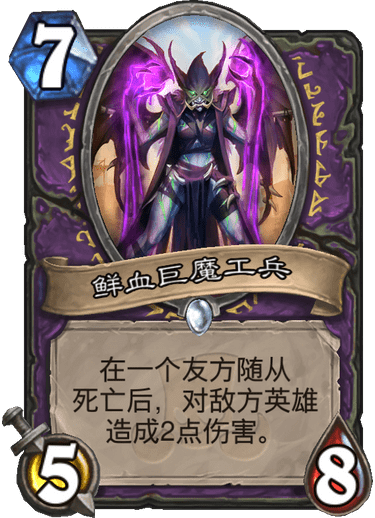 7
鲜血巨魔工兵
在一个友方随从
死亡后，对敌方英雄
造成2点伤害。
5
8